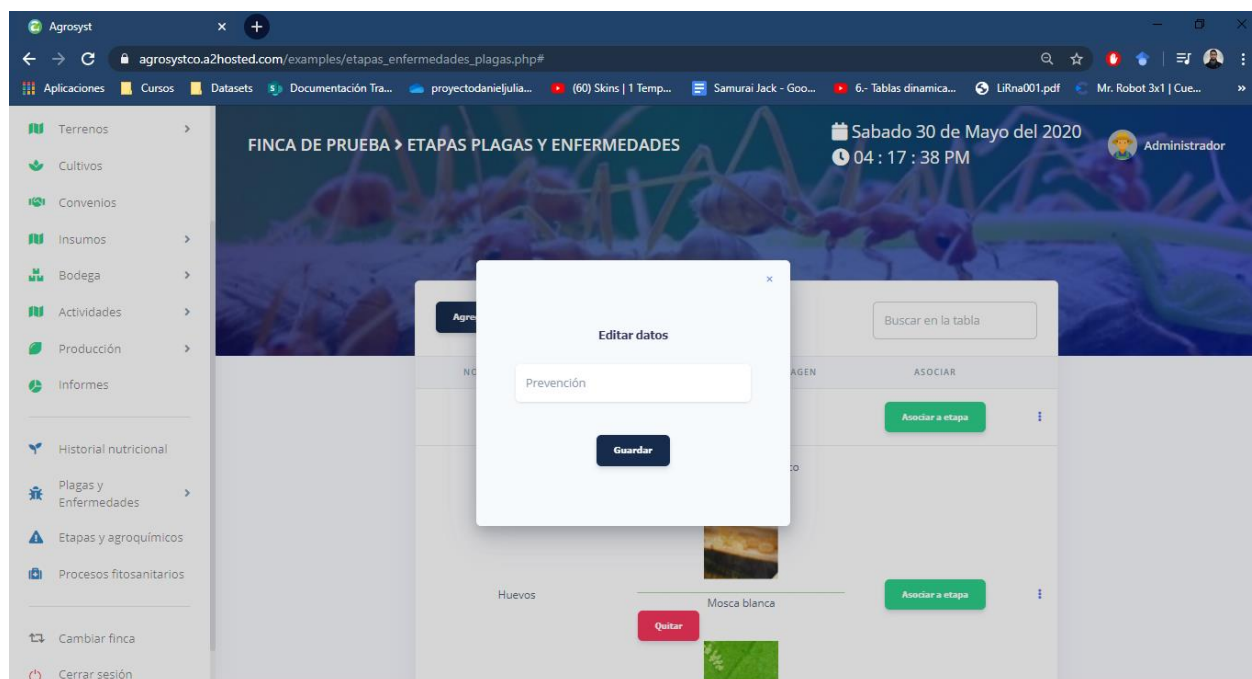 Agrosyst
agrosystco.a2hosted.com/examples/etapas_enfermedades_plagas.php#
Aplicaciones
Cursos
Datasets
Documentación Tra...
proyectodanieljulia...
(60) Skins | 1 Temp...
Samurai Jack - Goo...
6.- Tablas dinamica...
LiRna001.pdf
Mr. Robot 3x1 | Cue...
»
Terrenos
Cultivos
Convenios
Insumos
Bodega
Actividades
Producción
Informes
Historial nutricional
Plagas y
Enfermedades
Etapas y agroquímicos
Procesos fitosanitarios
Cambiar finca
Cerrar sesión
FINCA DE PRUEBA > ETAPAS PLAGAS Y ENFERMEDADES
Sabado 30 de Mayo del 2020
04 : 17 : 38 PM
Administrador
Agre
Buscar en la tabla
NO
AGEN
ASOCIAR
×
Editar datos
Prevención
Guardar
Asociar a etapa
co
Huevos
Mosca blanca
Quitar
Asociar a etapa